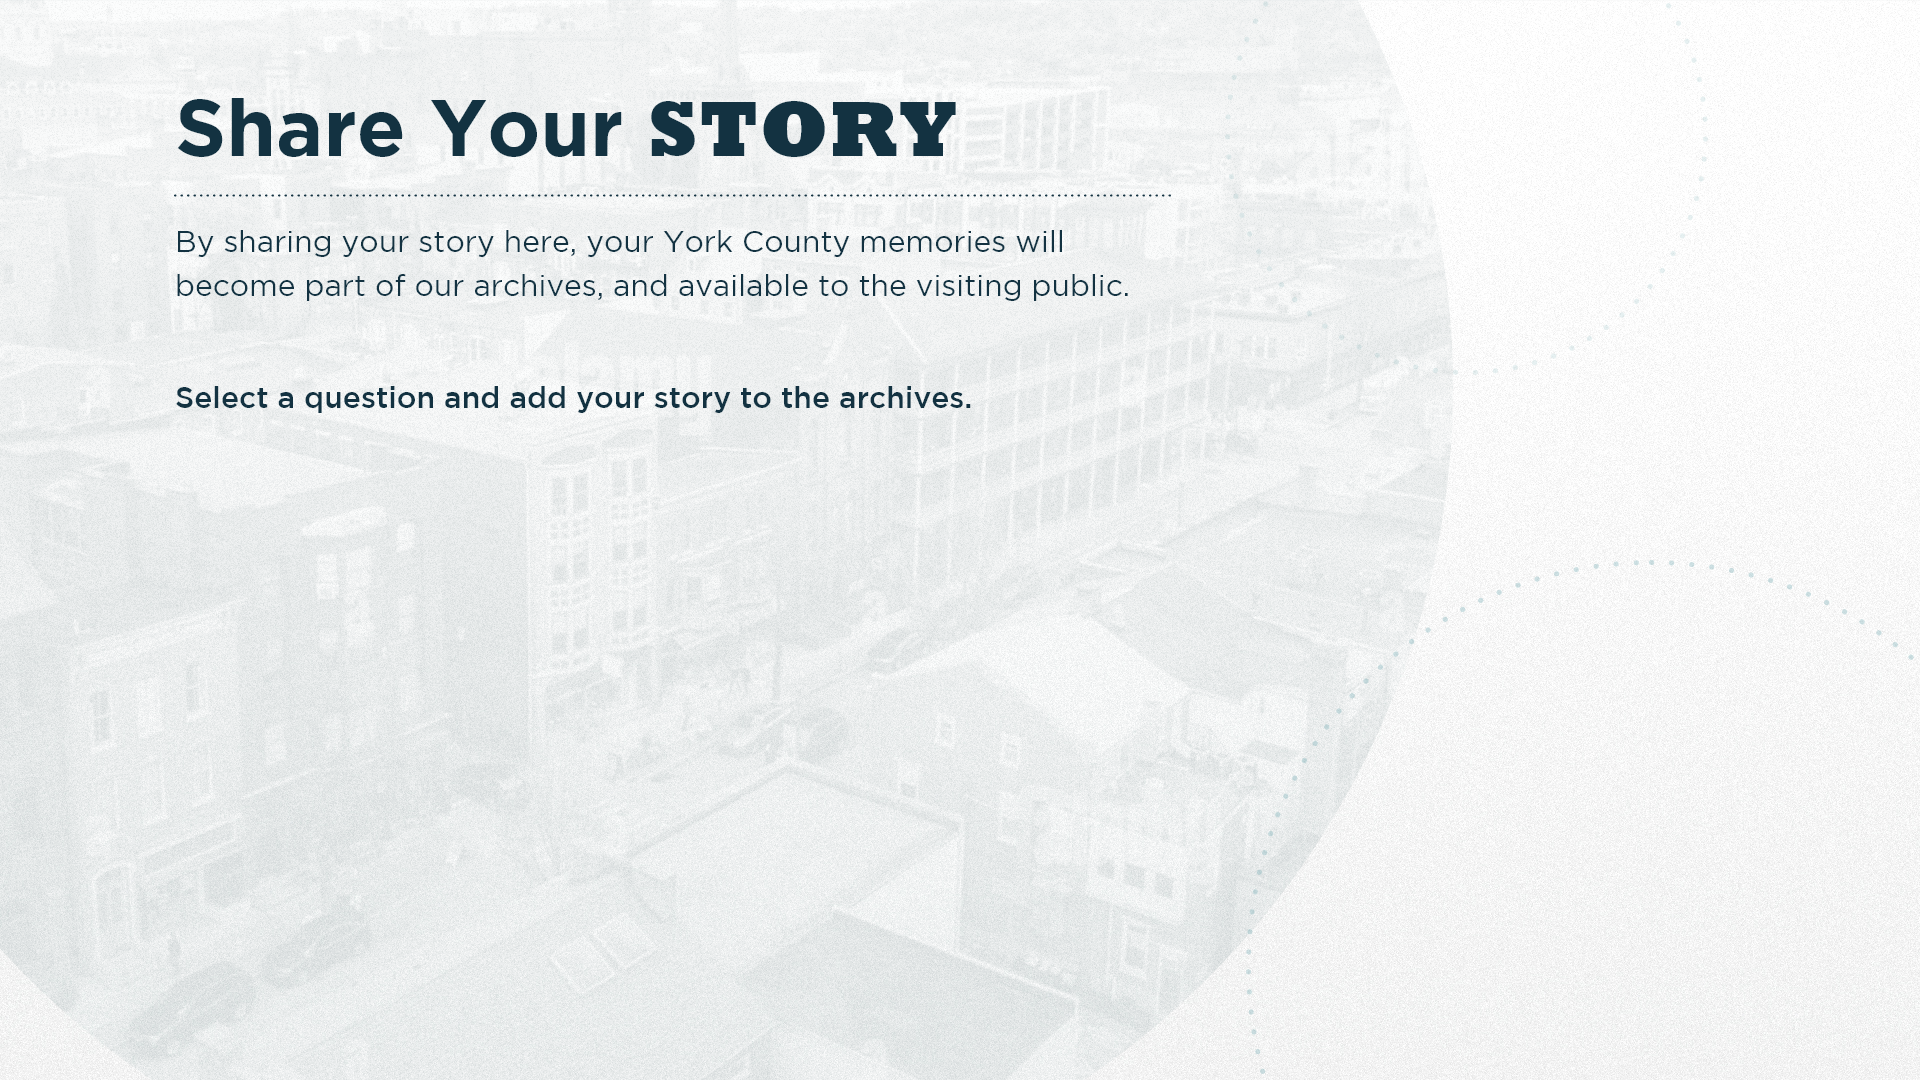 Share Your STORY
By sharing your story here, your York County memories will
become part of our archives, and available to the visiting public.
Select a question and add your story to the archives.